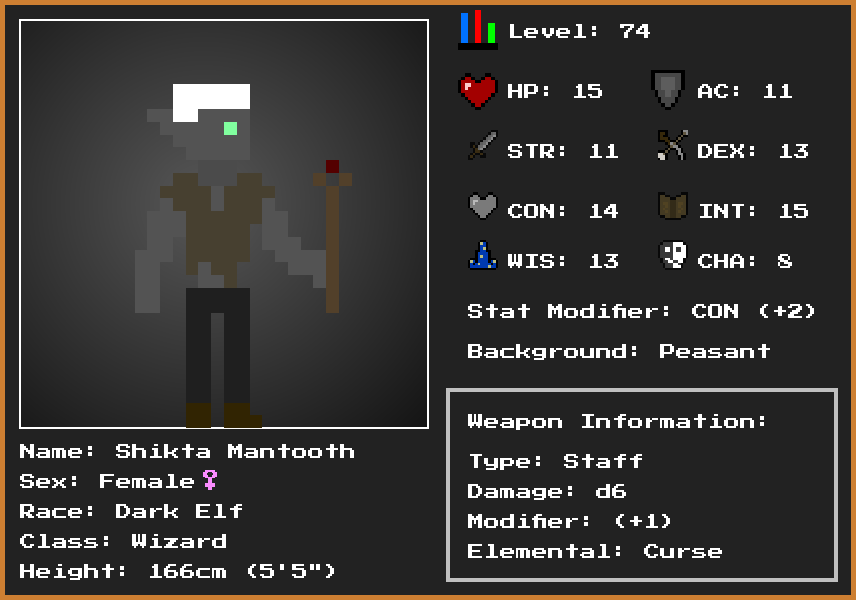 Level: 74
HP: 15
AC: 11
STR: 11
DEX: 13
CON: 14
INT: 15
WIS: 13
CHA: 8
Stat Modifier: CON (+2)
Background: Peasant
Weapon Information:
Type: Staff
Damage: d6
Modifier: (+1)
Elemental: Curse
Name: Shikta Mantooth
Sex: Female♀
Race: Dark Elf
Class: Wizard
Height: 166cm (5'5")